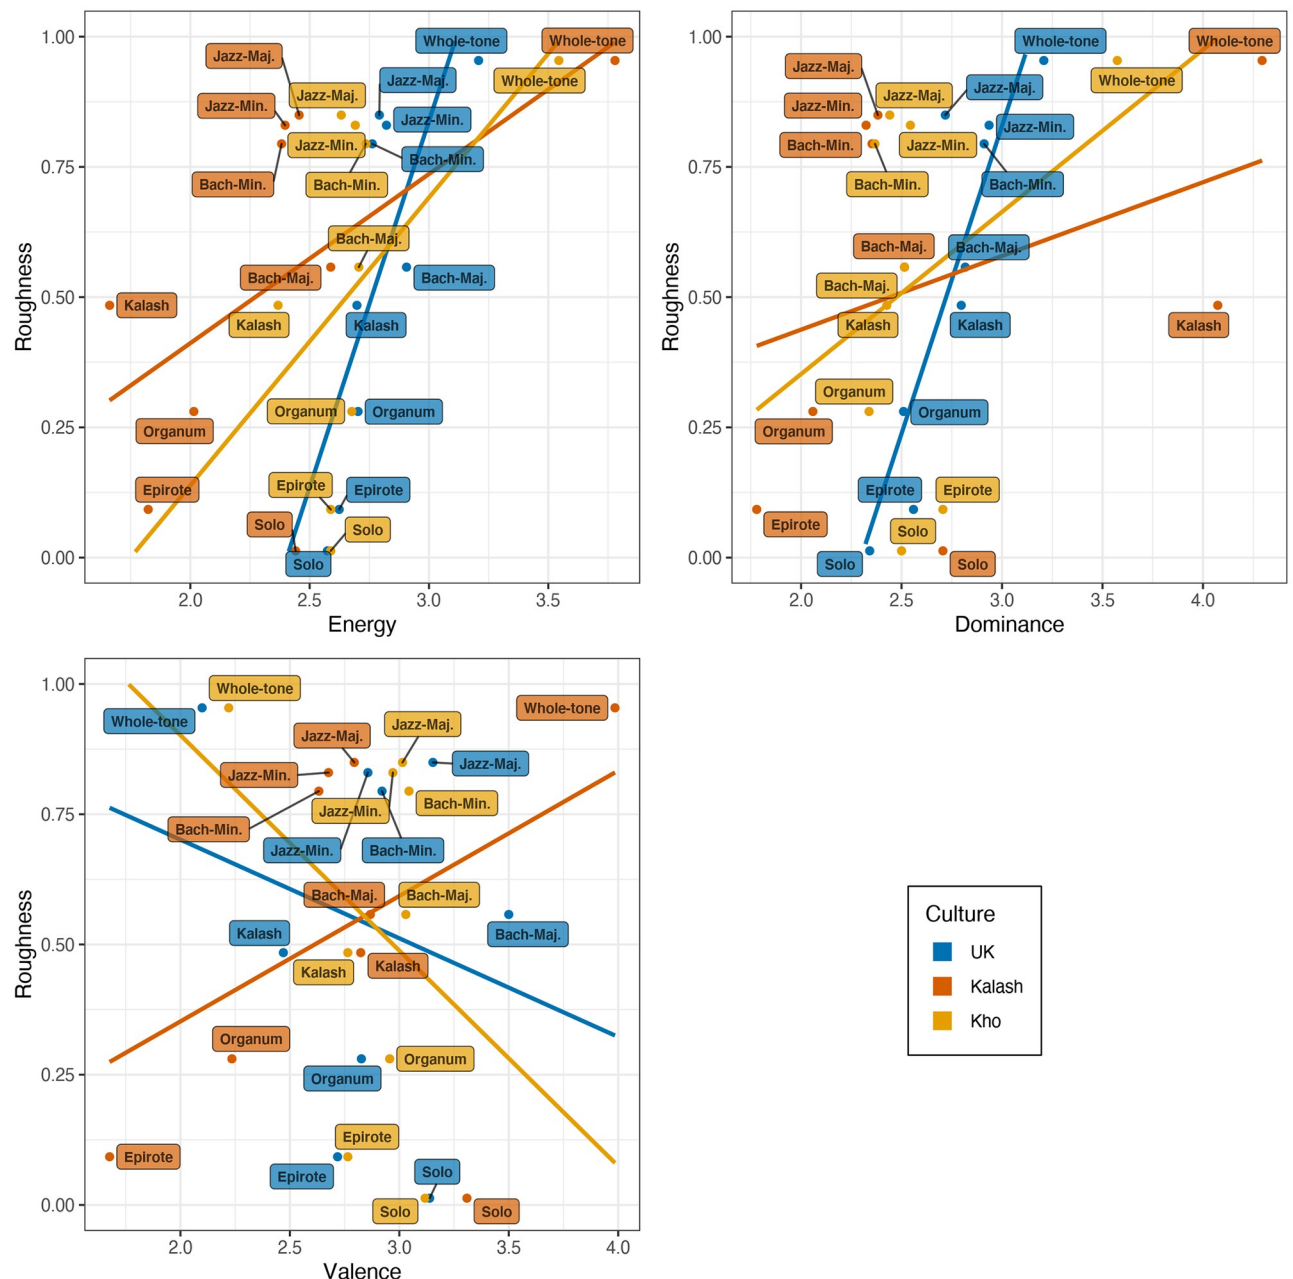 1.00
0.75
0.50
0.25
0.00
Roughness
Whole-tone
Whole-tone
Whole-tone
Jazz-Maj.
Jazz-Maj.
Jazz-Maj.
Jazz-Min.
Jazz-Min.
Jazz-Min.
Bach-Min.
Bach-Min.
Bach-Min.
Bach-Maj.
Bach-Maj.
Bach-Maj.
Kalash
Kalash
Kalash
Organum
Organum
Organum
Epirote
Epirote
Epirote
Solo
Solo
Solo
2.0 2.5 3.0 3.5
Energy
1.00
0.75
0.50
0.25
0.00
Roughness
Whole-tone
Whole-tone
Whole-tone
Jazz-Maj.
Jazz-Maj.
Jazz-Maj.
Jazz-Min.
Jazz-Min.
Jazz-Min.
Bach-Min.
Bach-Min.
Bach-Min.
Bach-Maj.
Bach-Maj.
Bach-Maj.
Kalash
Kalash
Kalash
Organum
Organum
Organum
Epirote
Epirote
Epirote
Solo
Solo
Solo
2.0 2.5 3.0 3.5 4.0
Dominance
1.00
0.75
0.50
0.25
0.00
Roughness
Whole-tone
Whole-tone
Whole-tone
Jazz-Maj.
Jazz-Maj.
Jazz-Maj.
Jazz-Min.
Jazz-Min.
Bach-Min.
Bach-Min.
Jazz-Min.
Bach-Min.
Bach-Maj.
Bach-Maj.
Bach-Maj.
Kalash
Kalash
Kalash
Organum
Organum
Organum
Epirote
Epirote
Epirote
Solo
Solo
Solo
2.0 2.5 3.0 3.5 4.0
Valence
Culture
UK
Kalash
Kho